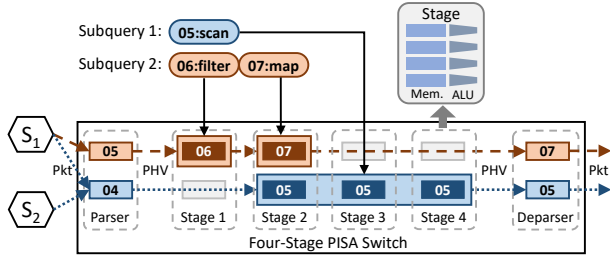 Stage
Mem. ALU
Subquery 1: 05:scan
Subquery 2: 06:filter 07:map
S1
S2
Pkt
05
04
Parser
PHV
06
Stage 1
07
05
Stage 2
05
Stage 3
05
Stage 4
PHV
07
05
Deparser
Pkt
Four-Stage PISA Switch